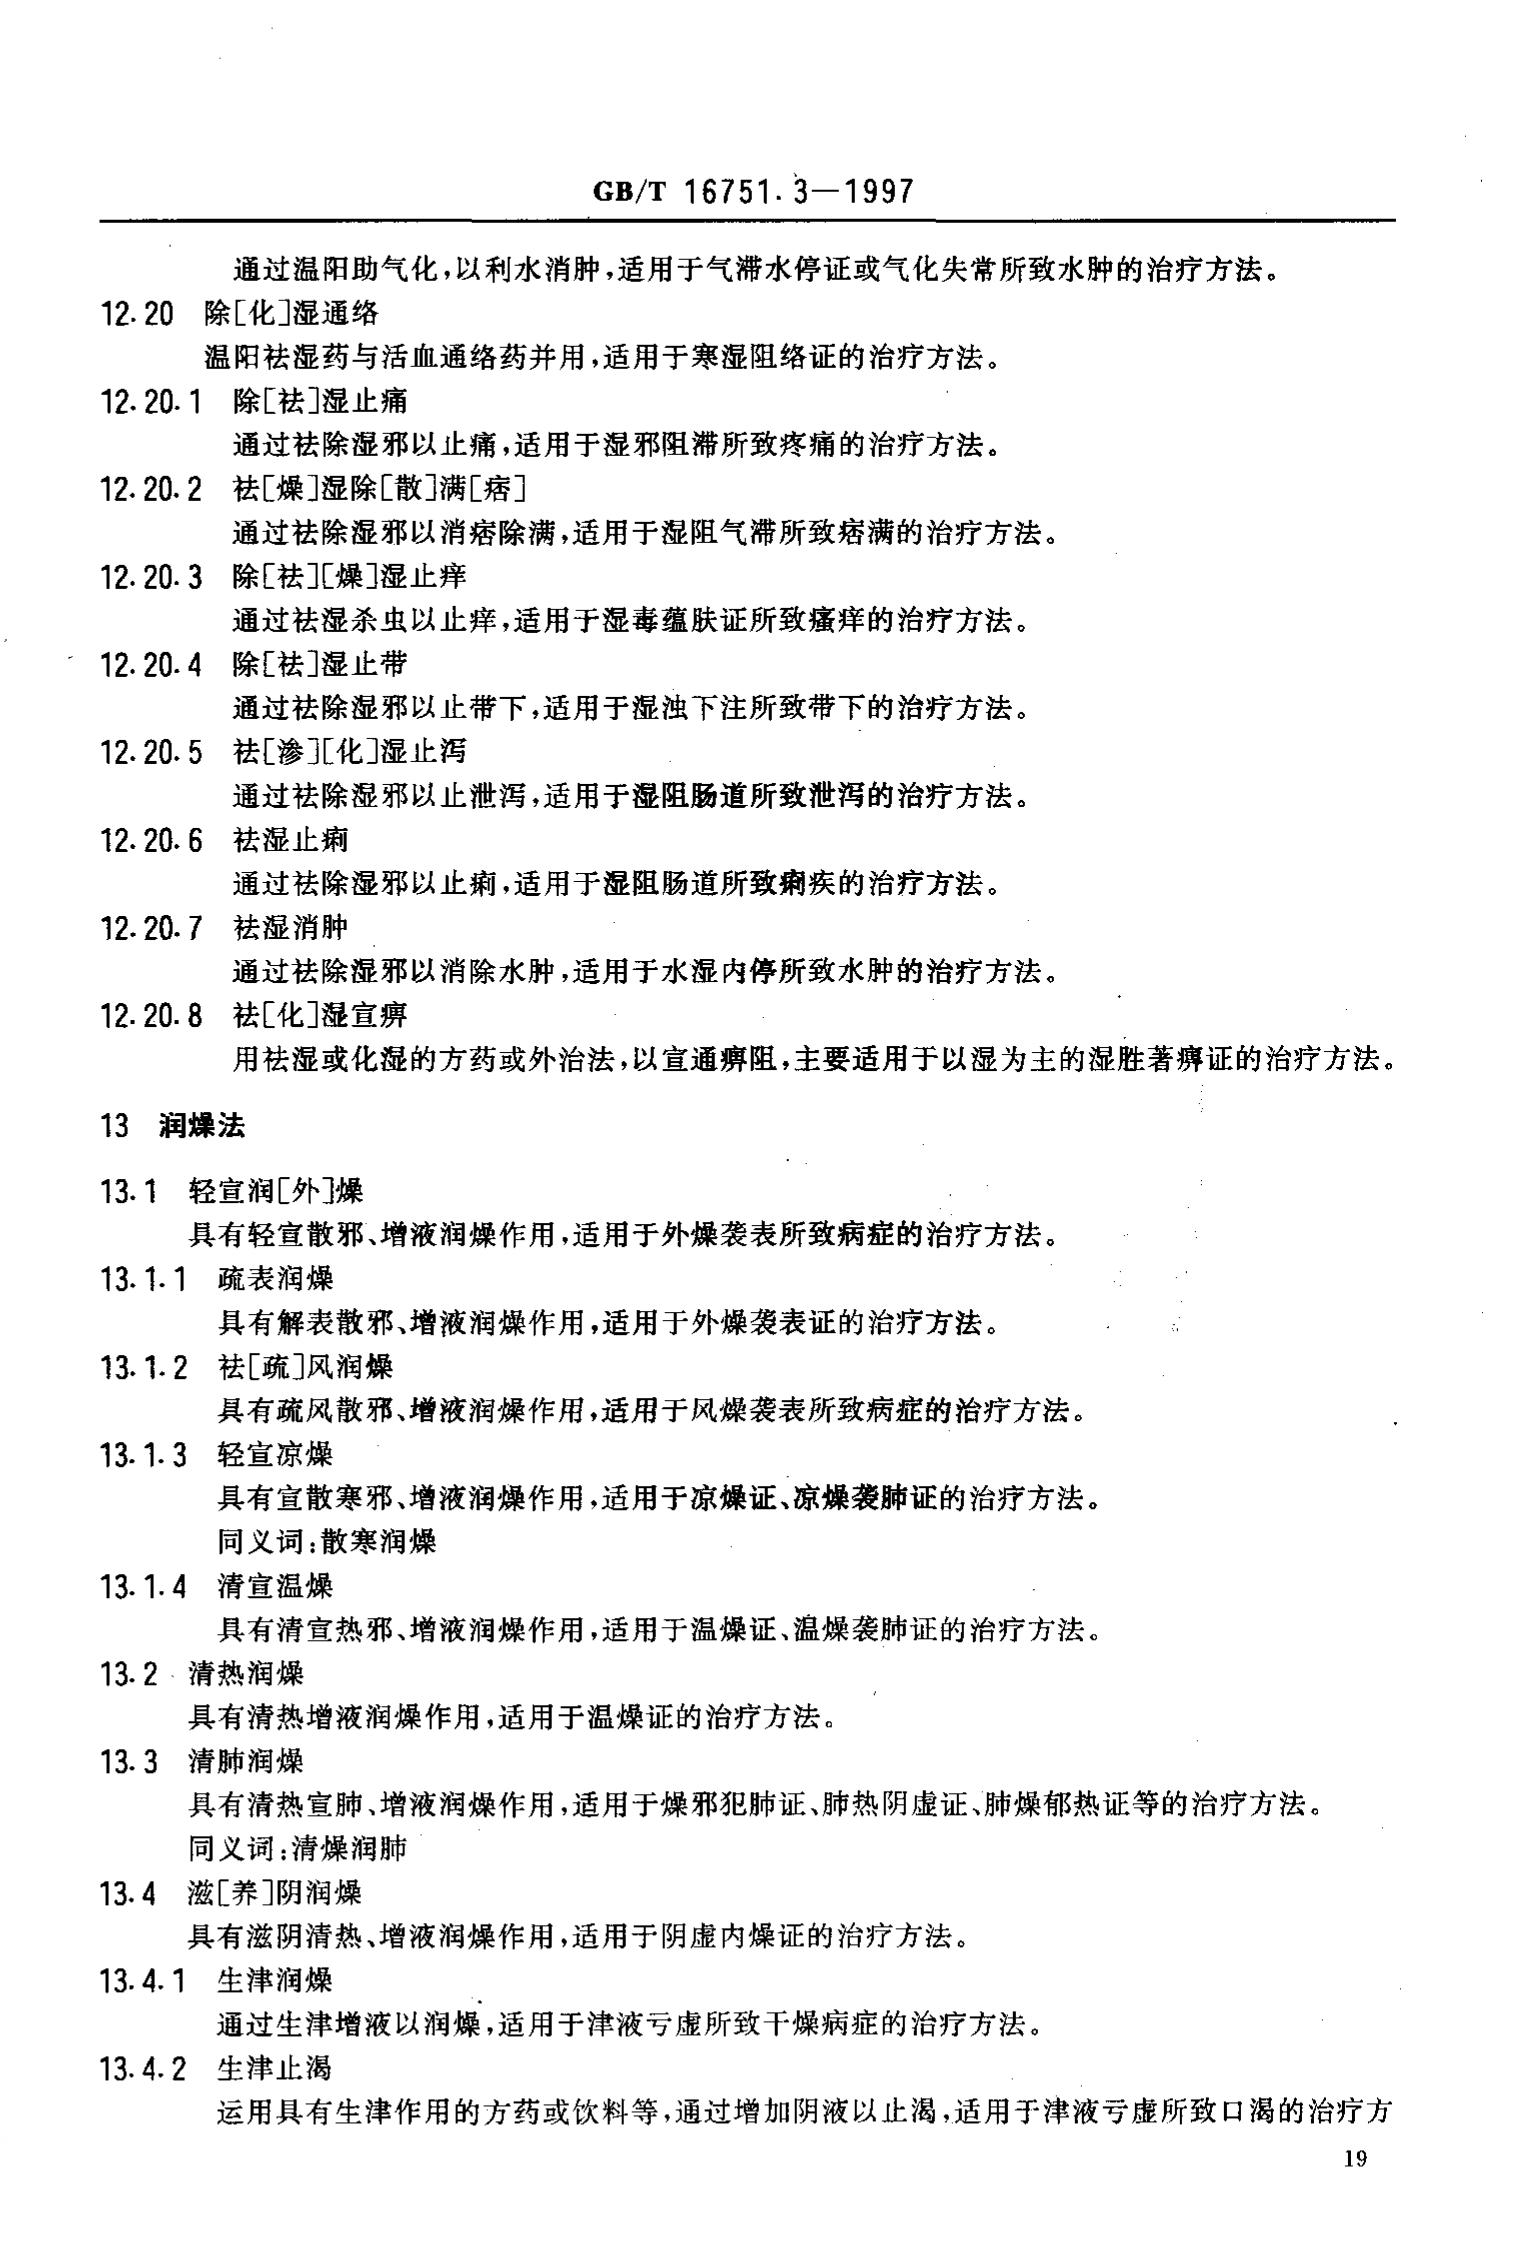 GB/T 16751.3—1997
通过温阳助气化,以利水消肿,适用于气滞水停证或气化失常所致水肿的治疗方法。
12.20 除[化]湿通络
温阳祛湿药与活血通络药并用,适用于寒湿阻络证的治疗方法。
12.20.1 除[祛]湿止痛
通过祛除湿邪以止痛,适用于湿邪阻滞所致疼痛的治疗方法。
12.20.2 祛[燥]湿除[散]满[痞]
通过祛除湿邪以消痞除满,适用于湿阻气滞所致痞满的治疗方法。
12.20.3 除[祛][燥]湿止痒
通过祛湿杀虫以止痒,适用于湿毒蕴肤证所致瘙痒的治疗方法。
12.20.4 除[祛]湿止带
通过祛除湿邪以止带下,适用于湿浊下注所致带下的治疗方法。
12.20.5 祛[渗][化]湿止泻
通过祛除湿邪以止泄泻,适用于湿阻肠道所致泄泻的治疗方法。
12.20.6 祛湿止痢
通过祛除湿邪以止痢,适用于湿阻肠道所致痢疾的治疗方法。
12.20.7 祛湿消肿
通过祛除湿邪以消除水肿,适用于水湿内停所致水肿的治疗方法。
12.20.8 祛[化]湿宣痹
用祛湿或化湿的方药或外治法,以宣通痹阻,主要适用于以湿为主的湿胜著痹证的治疗方法。
13 润燥法
13.1 轻宣润[外]燥
具有轻宣散邪、增液润燥作用,适用于外燥袭表所致病症的治疗方法。
13.1.1 疏表润燥
具有解表散邪、增液润燥作用,适用于外燥袭表证的治疗方法。
13.1.2 祛[疏]风润燥
具有疏风散邪、增液润燥作用,适用于风燥袭表所致病症的治疗方法。
13.1.3 轻宣凉燥
具有宣散寒邪、增液润燥作用,适用于凉燥证、凉燥袭肺证的治疗方法。
同义词:散寒润燥
13.1.4 清宣温燥
具有清宣热邪、增液润燥作用,适用于温燥证、温燥袭肺证的治疗方法。
13.2 清热润燥
具有清热增液润燥作用,适用于温燥证的治疗方法。
13.3 清肺润燥
具有清热宣肺、增液润燥作用,适用于燥邪犯肺证、肺热阴虚证、肺燥郁热证等的治疗方法。
同义词:清燥润肺
13.4 滋[养]阴润燥
具有滋阴清热、增液润燥作用,适用于阴虚内燥证的治疗方法。
13.4.1 生津润燥
通过生津增液以润燥,适用于津液亏虚所致干燥病症的治疗方法。
13.4.2 生津止渴
运用具有生津作用的方药或饮料等,通过增加阴液以止渴,适用于津液亏虚所致口渴的治疗方
19